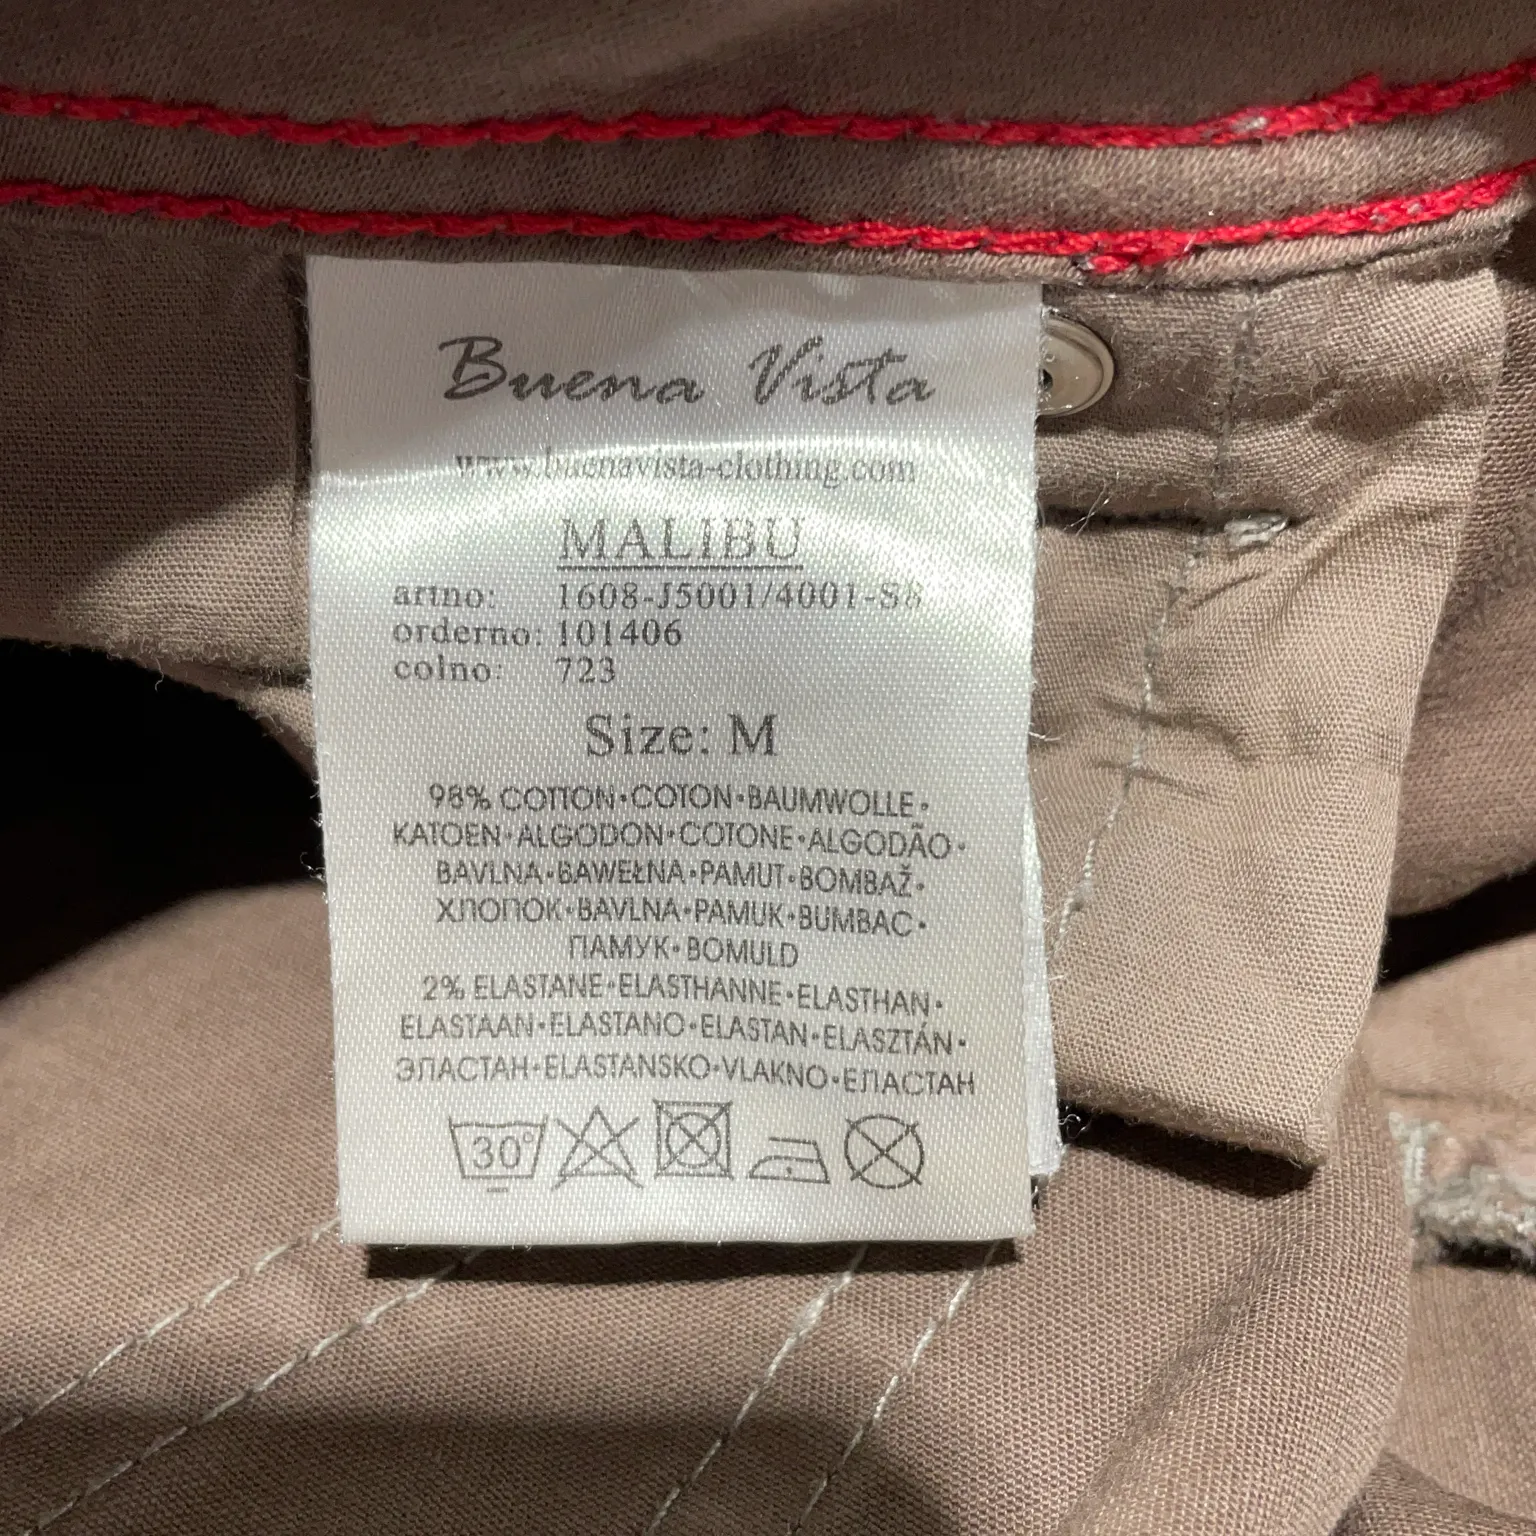 Buena Vista
www.buenavista-clothing.com
MALIBU
artno: 1608-J5001/4001-S8
orderno: 101406
colno: 723
Size: M
98% COTTON•COTON•BAUMWOLLE•
KATOEN•ALGODON•COTONE•ALGODÃO•
BAVLNA•BAWEŁNA•PAMUT•BOMBAŽ•
ХЛОПОК•BAVLNA•PAMUK•BUMBAC•
ПАМУК•BOMULD
2% ELASTANE•ELASTHANNE•ELASTHAN•
ELASTAAN•ELASTANO•ELASTAN•ELASZTÁN•
ЭЛАСТАН•ELASTANSKO•VLAKNO•ЕЛАСТАН
30°